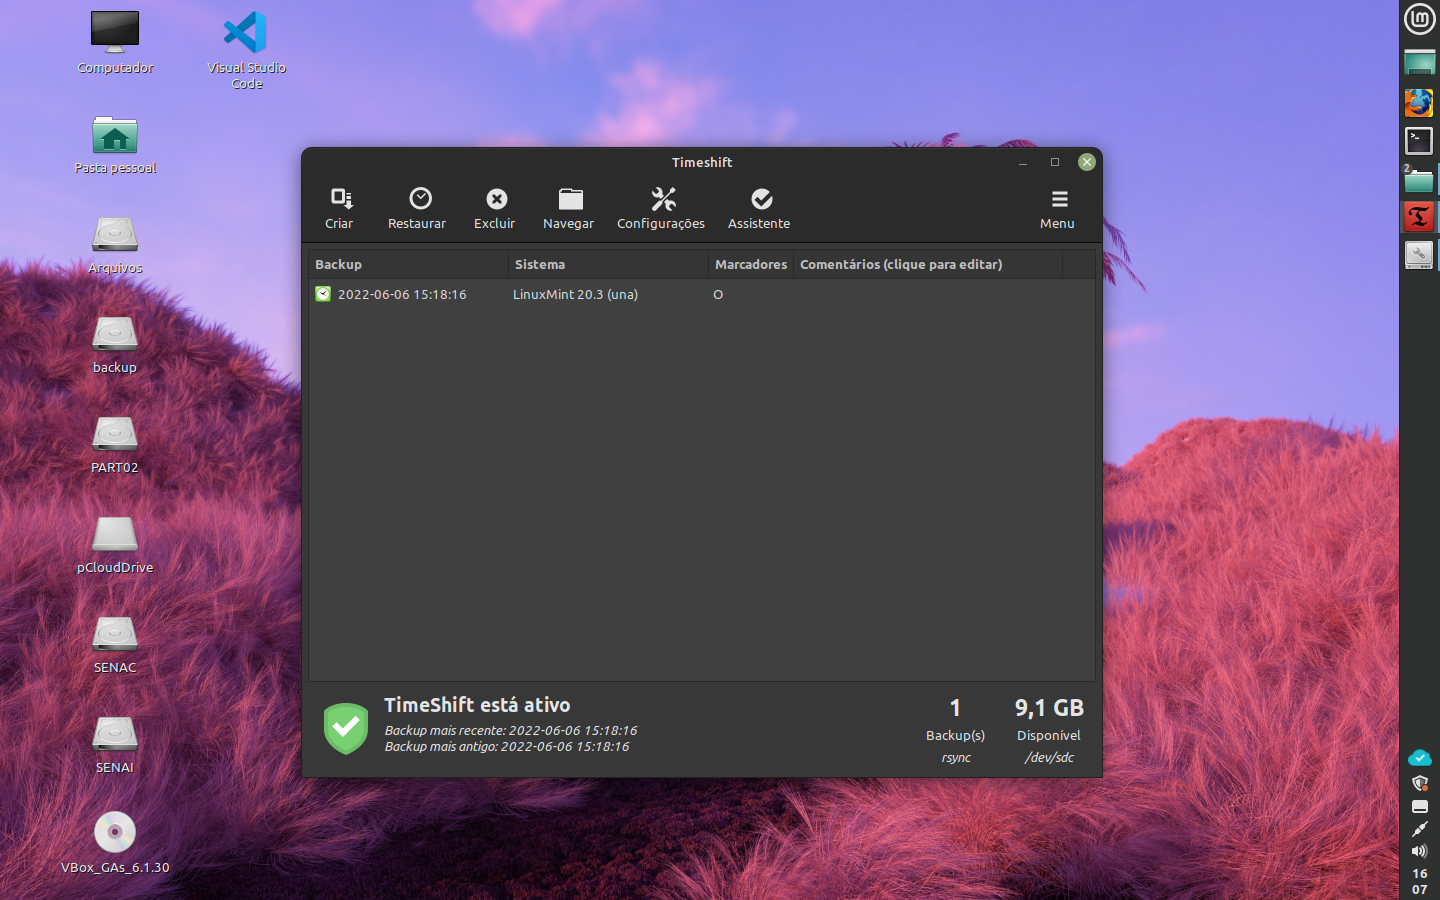 Computador
Visual Studio
Code
Pasta pessoal
Arquivos
backup
PART02
pCloudDrive
SENAC
SENAI
VBox_GAs_6.1.30
Timeshift
Criar
Restaurar
Excluir
Navegar
Configurações
Assistente
Menu
Backup Sistema Marcadores Comentários (clique para editar)
2022-06-06 15:18:16 LinuxMint 20.3 (una) O
TimeShift está ativo
Backup mais recente: 2022-06-06 15:18:16
Backup mais antigo: 2022-06-06 15:18:16
1
Backup(s)
rsync
9,1 GB
Disponível
/dev/sdc
2
16
07